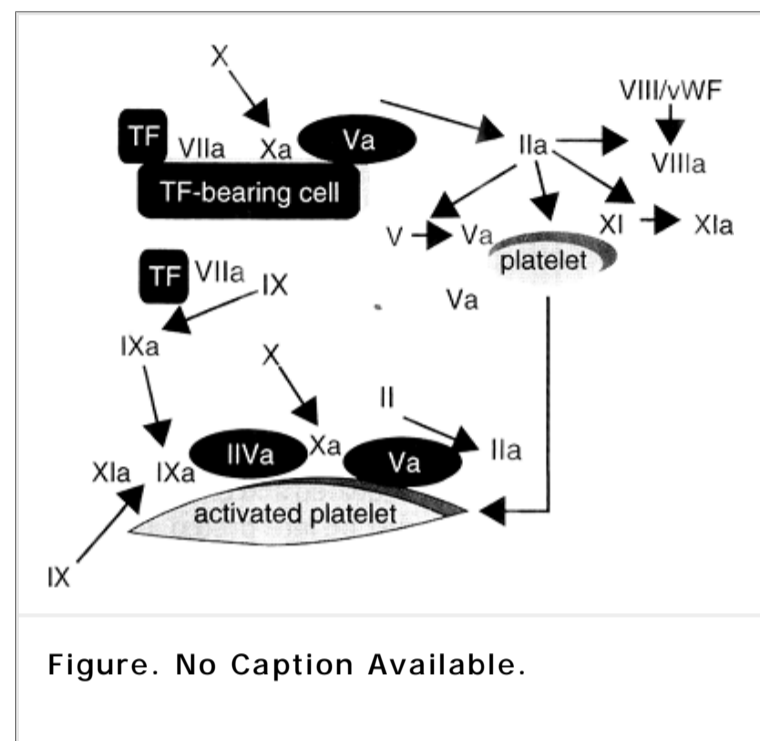 X
VIII/vWF
TF
VIIa
Xa
Va
IIa
VIIIa
TF-bearing cell
V
Va
XI
XIa
platelet
TF
VIIa
IX
Va
IXa
X
II
IIVa
Xa
Va
IIa
XIa
IXa
activated platelet
IX
Figure. No Caption Available.